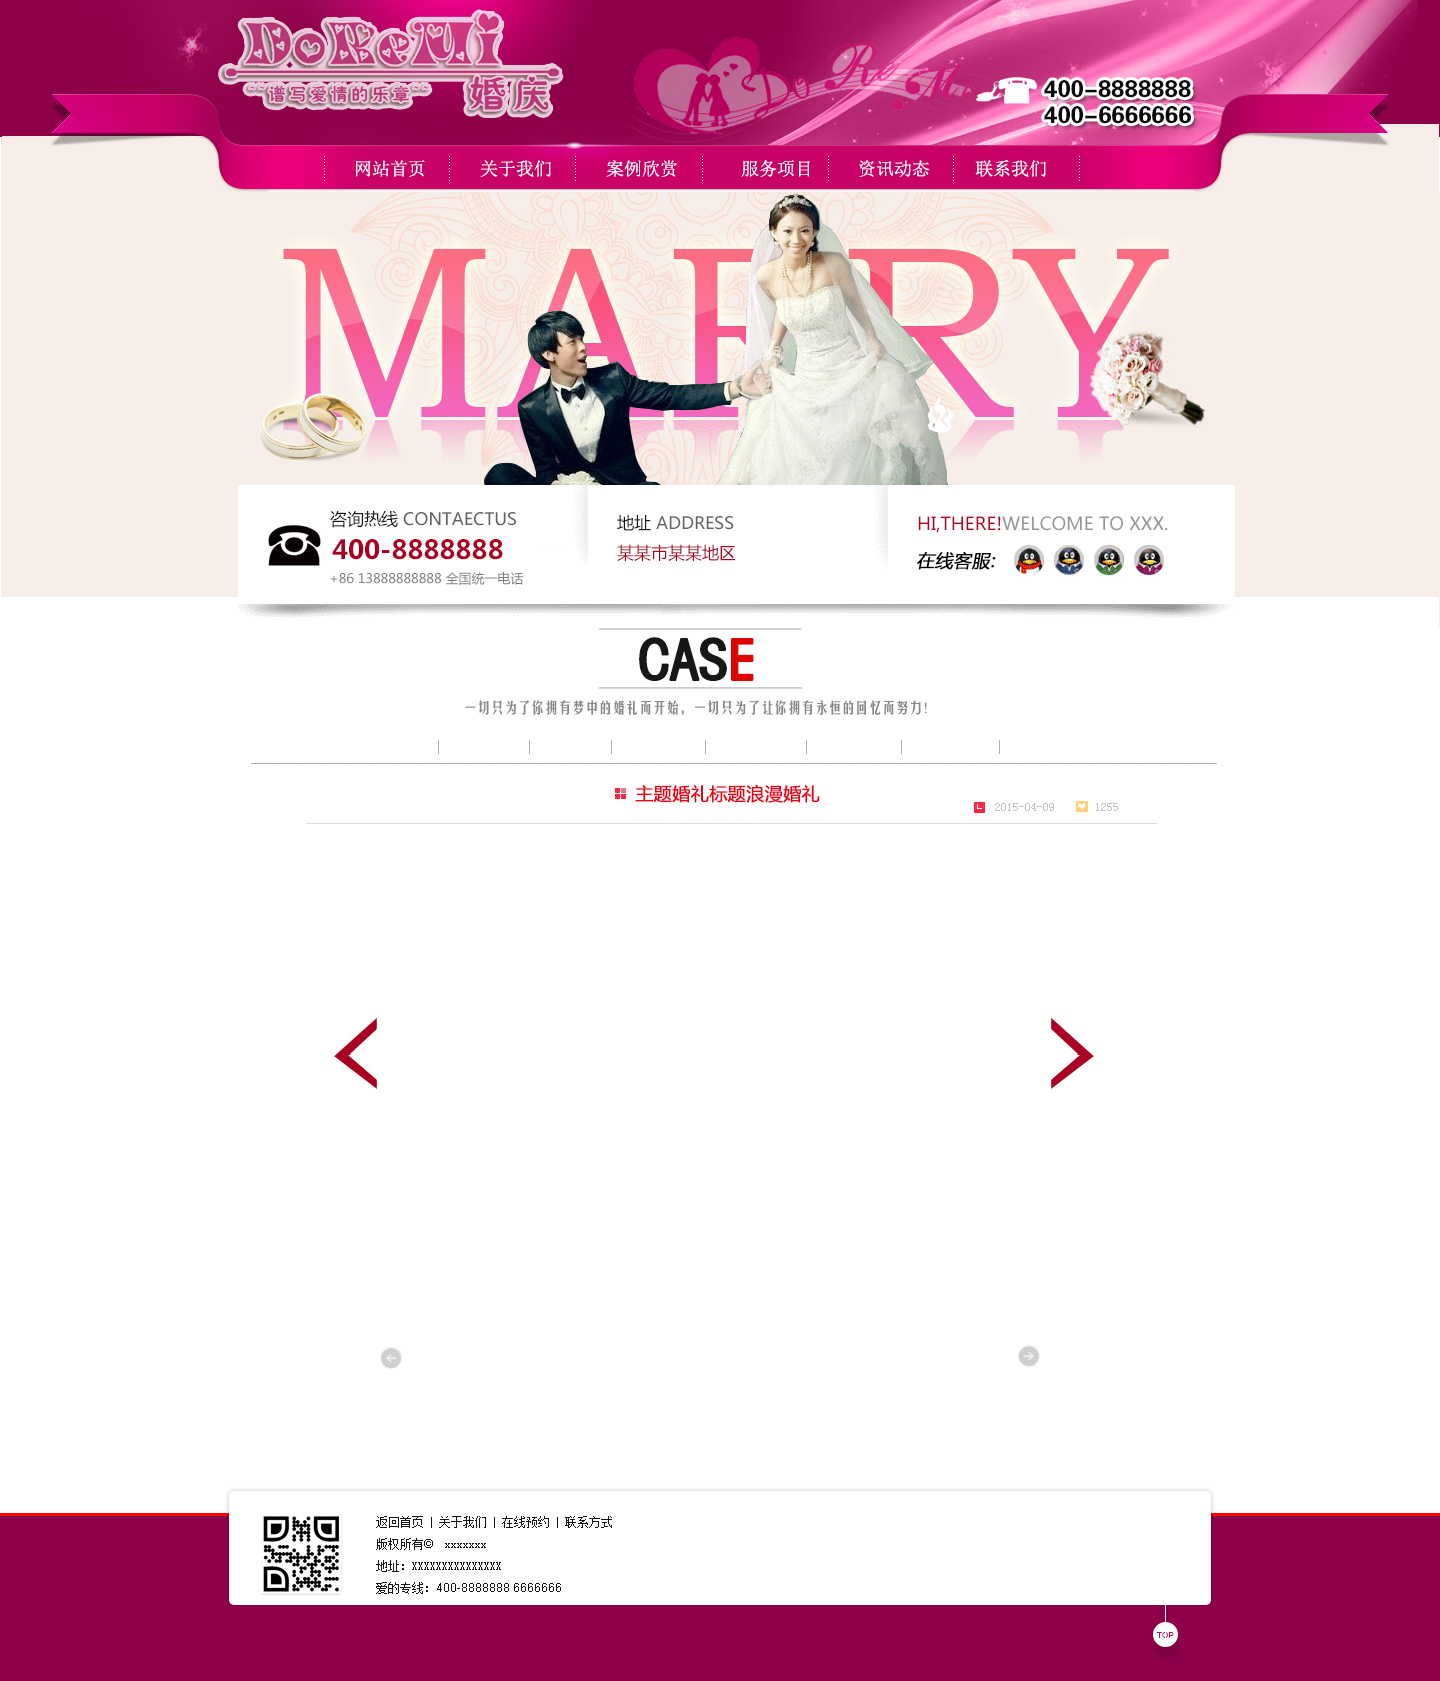 DoReMi
谱写爱情的乐章
婚庆
Do Re Mi
400-8888888
400-6666666
网站首页 关于我们 案例欣赏 服务项目 资讯动态 联系我们
MARRY
咨询热线 CONTAECTUS
400-8888888
+86 13888888888 全国统一电话
地址 ADDRESS
某某市某某地区
HI,THERE!WELCOME TO XXX.
在线客服:
CASE
一切只为了你拥有梦中的婚礼而开始，一切只为了让你拥有永恒的回忆而努力!
主题婚礼标题浪漫婚礼
2015-04-09 1255
返回首页 | 关于我们 | 在线预约 | 联系方式
版权所有© xxxxxxx
地址：XXXXXXXXXXXXXXX
爱的专线：400-8888888 6666666
TOP